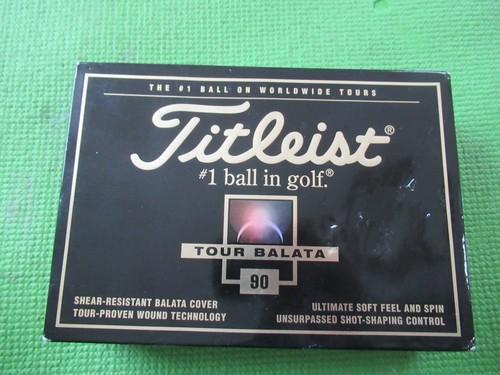 THE #1 BALL ON WORLDWIDE TOURS
Titleist®
#1 ball in golf.®
TOUR BALATA
90
SHEAR-RESISTANT BALATA COVER
TOUR-PROVEN WOUND TECHNOLOGY
ULTIMATE SOFT FEEL AND SPIN
UNSURPASSED SHOT-SHAPING CONTROL